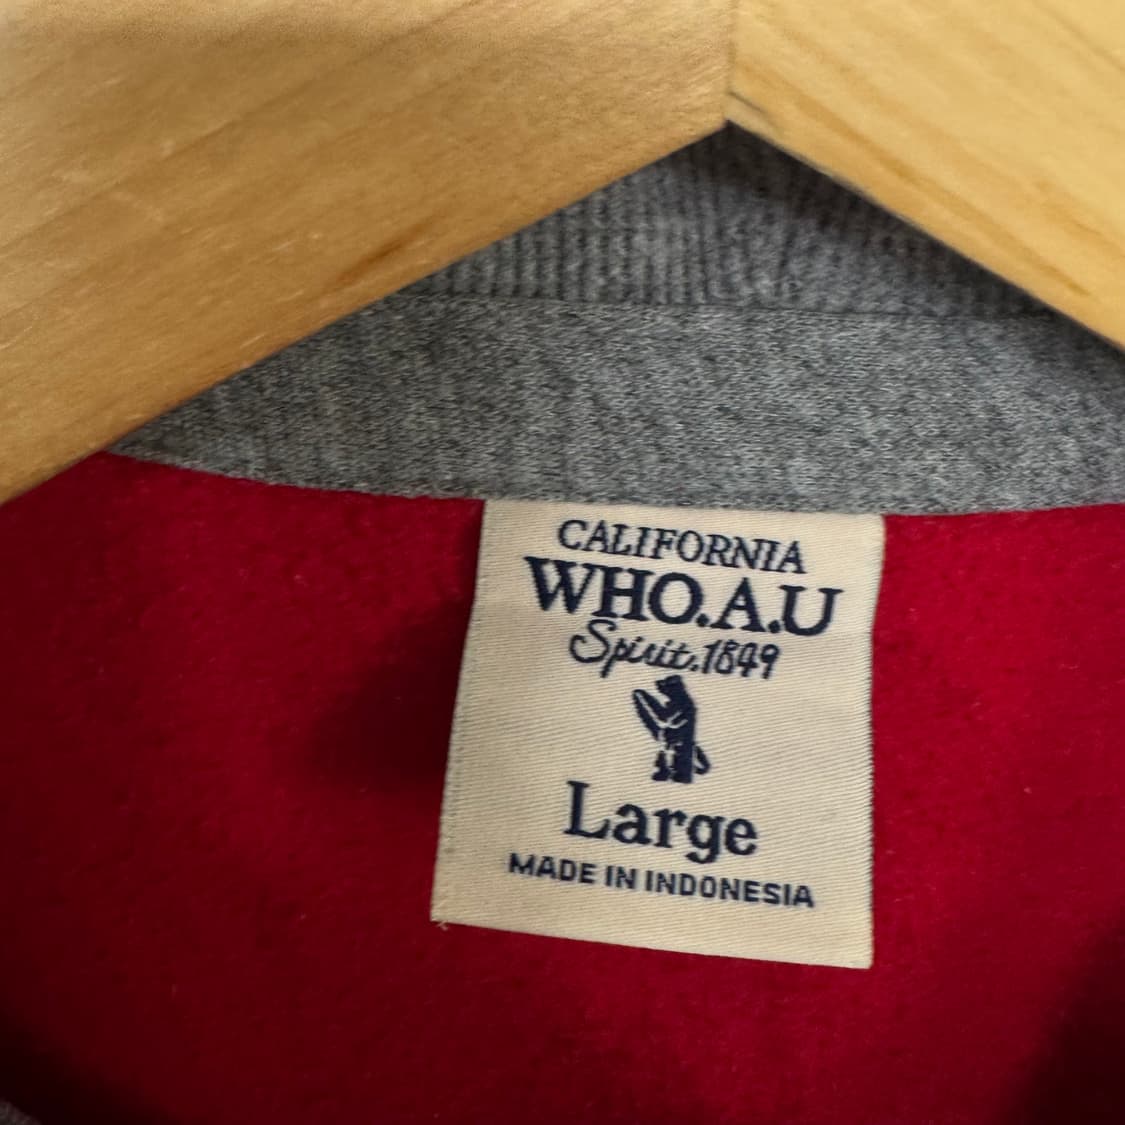 CALIFORNIA
WHO.A.U
Spirit.1849
Large
MADE IN INDONESIA